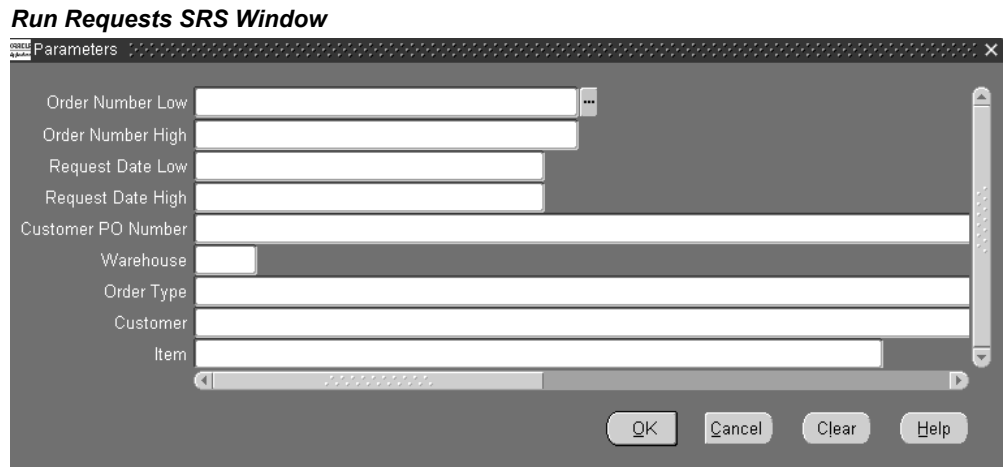 Run Requests SRS Window
Parameters
Order Number Low
Order Number High
Request Date Low
Request Date High
Customer PO Number
Warehouse
Order Type
Customer
Item
OK Cancel Clear Help